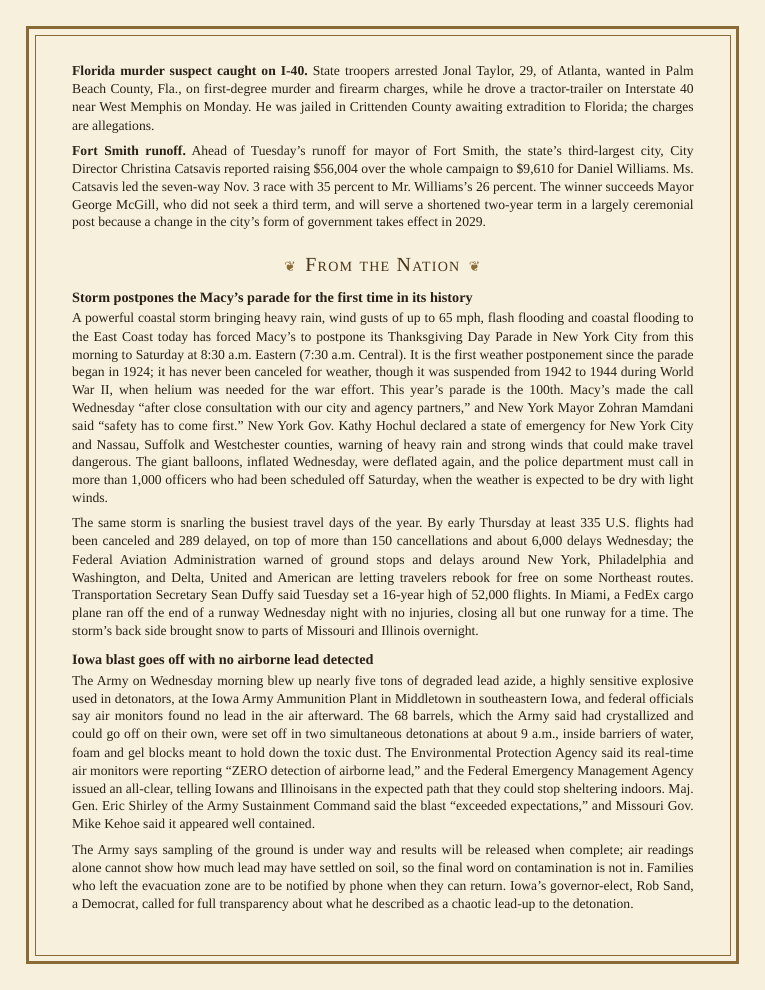 Florida murder suspect caught on I-40. State troopers arrested Jonal Taylor, 29, of Atlanta, wanted in Palm
Beach County, Fla., on first-degree murder and firearm charges, while he drove a tractor-trailer on Interstate 40
near West Memphis on Monday. He was jailed in Crittenden County awaiting extradition to Florida; the charges
are allegations.
Fort Smith runoff. Ahead of Tuesday’s runoff for mayor of Fort Smith, the state’s third-largest city, City
Director Christina Catsavis reported raising $56,004 over the whole campaign to $9,610 for Daniel Williams. Ms.
Catsavis led the seven-way Nov. 3 race with 35 percent to Mr. Williams’s 26 percent. The winner succeeds Mayor
George McGill, who did not seek a third term, and will serve a shortened two-year term in a largely ceremonial
post because a change in the city’s form of government takes effect in 2029.
❦ From the Nation ❦
Storm postpones the Macy’s parade for the first time in its history
A powerful coastal storm bringing heavy rain, wind gusts of up to 65 mph, flash flooding and coastal flooding to
the East Coast today has forced Macy’s to postpone its Thanksgiving Day Parade in New York City from this
morning to Saturday at 8:30 a.m. Eastern (7:30 a.m. Central). It is the first weather postponement since the parade
began in 1924; it has never been canceled for weather, though it was suspended from 1942 to 1944 during World
War II, when helium was needed for the war effort. This year’s parade is the 100th. Macy’s made the call
Wednesday “after close consultation with our city and agency partners,” and New York Mayor Zohran Mamdani
said “safety has to come first.” New York Gov. Kathy Hochul declared a state of emergency for New York City
and Nassau, Suffolk and Westchester counties, warning of heavy rain and strong winds that could make travel
dangerous. The giant balloons, inflated Wednesday, were deflated again, and the police department must call in
more than 1,000 officers who had been scheduled off Saturday, when the weather is expected to be dry with light
winds.
The same storm is snarling the busiest travel days of the year. By early Thursday at least 335 U.S. flights had
been canceled and 289 delayed, on top of more than 150 cancellations and about 6,000 delays Wednesday; the
Federal Aviation Administration warned of ground stops and delays around New York, Philadelphia and
Washington, and Delta, United and American are letting travelers rebook for free on some Northeast routes.
Transportation Secretary Sean Duffy said Tuesday set a 16-year high of 52,000 flights. In Miami, a FedEx cargo
plane ran off the end of a runway Wednesday night with no injuries, closing all but one runway for a time. The
storm’s back side brought snow to parts of Missouri and Illinois overnight.
Iowa blast goes off with no airborne lead detected
The Army on Wednesday morning blew up nearly five tons of degraded lead azide, a highly sensitive explosive
used in detonators, at the Iowa Army Ammunition Plant in Middletown in southeastern Iowa, and federal officials
say air monitors found no lead in the air afterward. The 68 barrels, which the Army said had crystallized and
could go off on their own, were set off in two simultaneous detonations at about 9 a.m., inside barriers of water,
foam and gel blocks meant to hold down the toxic dust. The Environmental Protection Agency said its real-time
air monitors were reporting “ZERO detection of airborne lead,” and the Federal Emergency Management Agency
issued an all-clear, telling Iowans and Illinoisans in the expected path that they could stop sheltering indoors. Maj.
Gen. Eric Shirley of the Army Sustainment Command said the blast “exceeded expectations,” and Missouri Gov.
Mike Kehoe said it appeared well contained.
The Army says sampling of the ground is under way and results will be released when complete; air readings
alone cannot show how much lead may have settled on soil, so the final word on contamination is not in. Families
who left the evacuation zone are to be notified by phone when they can return. Iowa’s governor-elect, Rob Sand,
a Democrat, called for full transparency about what he described as a chaotic lead-up to the detonation.